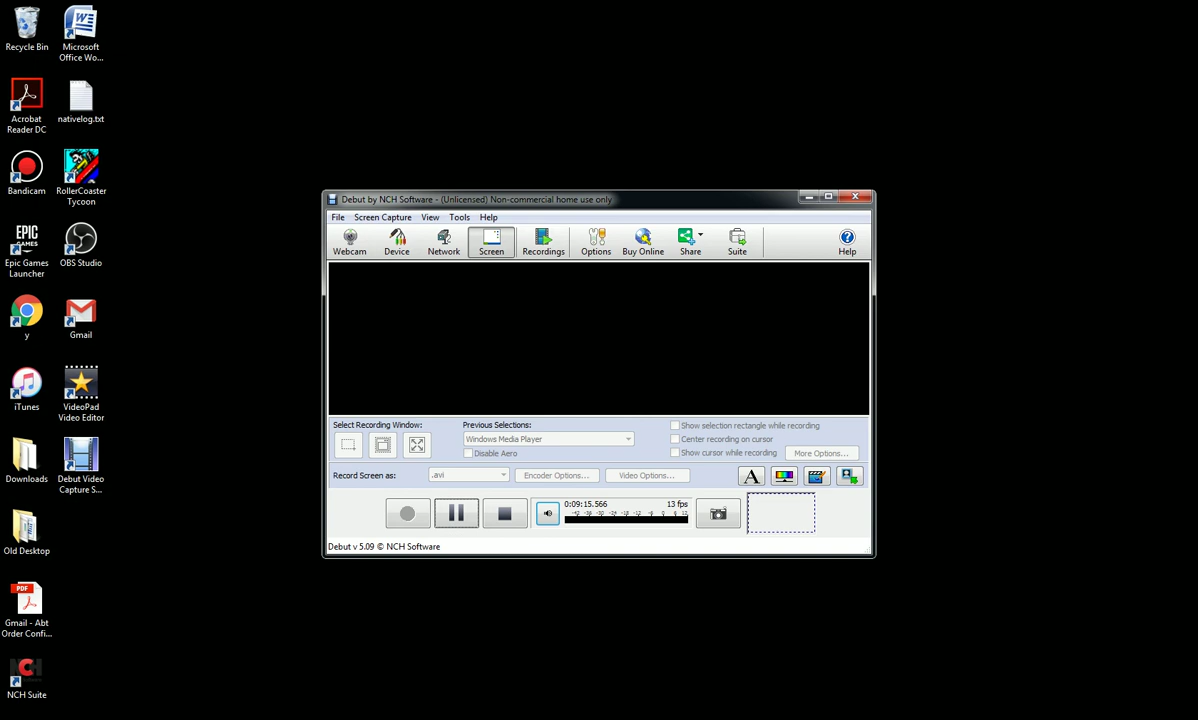 Recycle Bin
Microsoft
Office Wo...
Acrobat
Reader DC
nativelog.txt
Bandicam
RollerCoaster
Tycoon
EPIC
GAMES
Epic Games
Launcher
OBS Studio
y
Gmail
iTunes
VideoPad
Video Editor
Downloads
Debut Video
Capture S...
Old Desktop
PDF
Gmail - Abt
Order Confi...
NCH
NCH Suite
Debut by NCH Software - (Unlicensed) Non-commercial home use only
File Screen Capture View Tools Help
Webcam Device Network Screen Recordings Options Buy Online Share Suite Help
Select Recording Window:
Previous Selections:
Windows Media Player
Disable Aero
Show selection rectangle while recording
Center recording on cursor
Show cursor while recording
More Options...
Record Screen as: .avi Encoder Options... Video Options...
A
0:09:15.566 13 fps
Debut v 5.09 © NCH Software